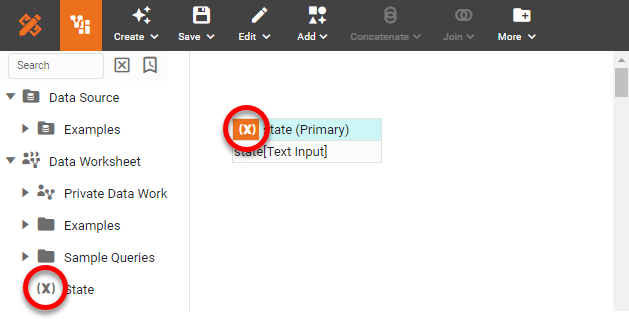 Create Save Edit Add Concatenate Join More
Search
Data Source
Examples
Data Worksheet
Private Data Work
Examples
Sample Queries
(X) State
(X) state (Primary)
state[Text Input]